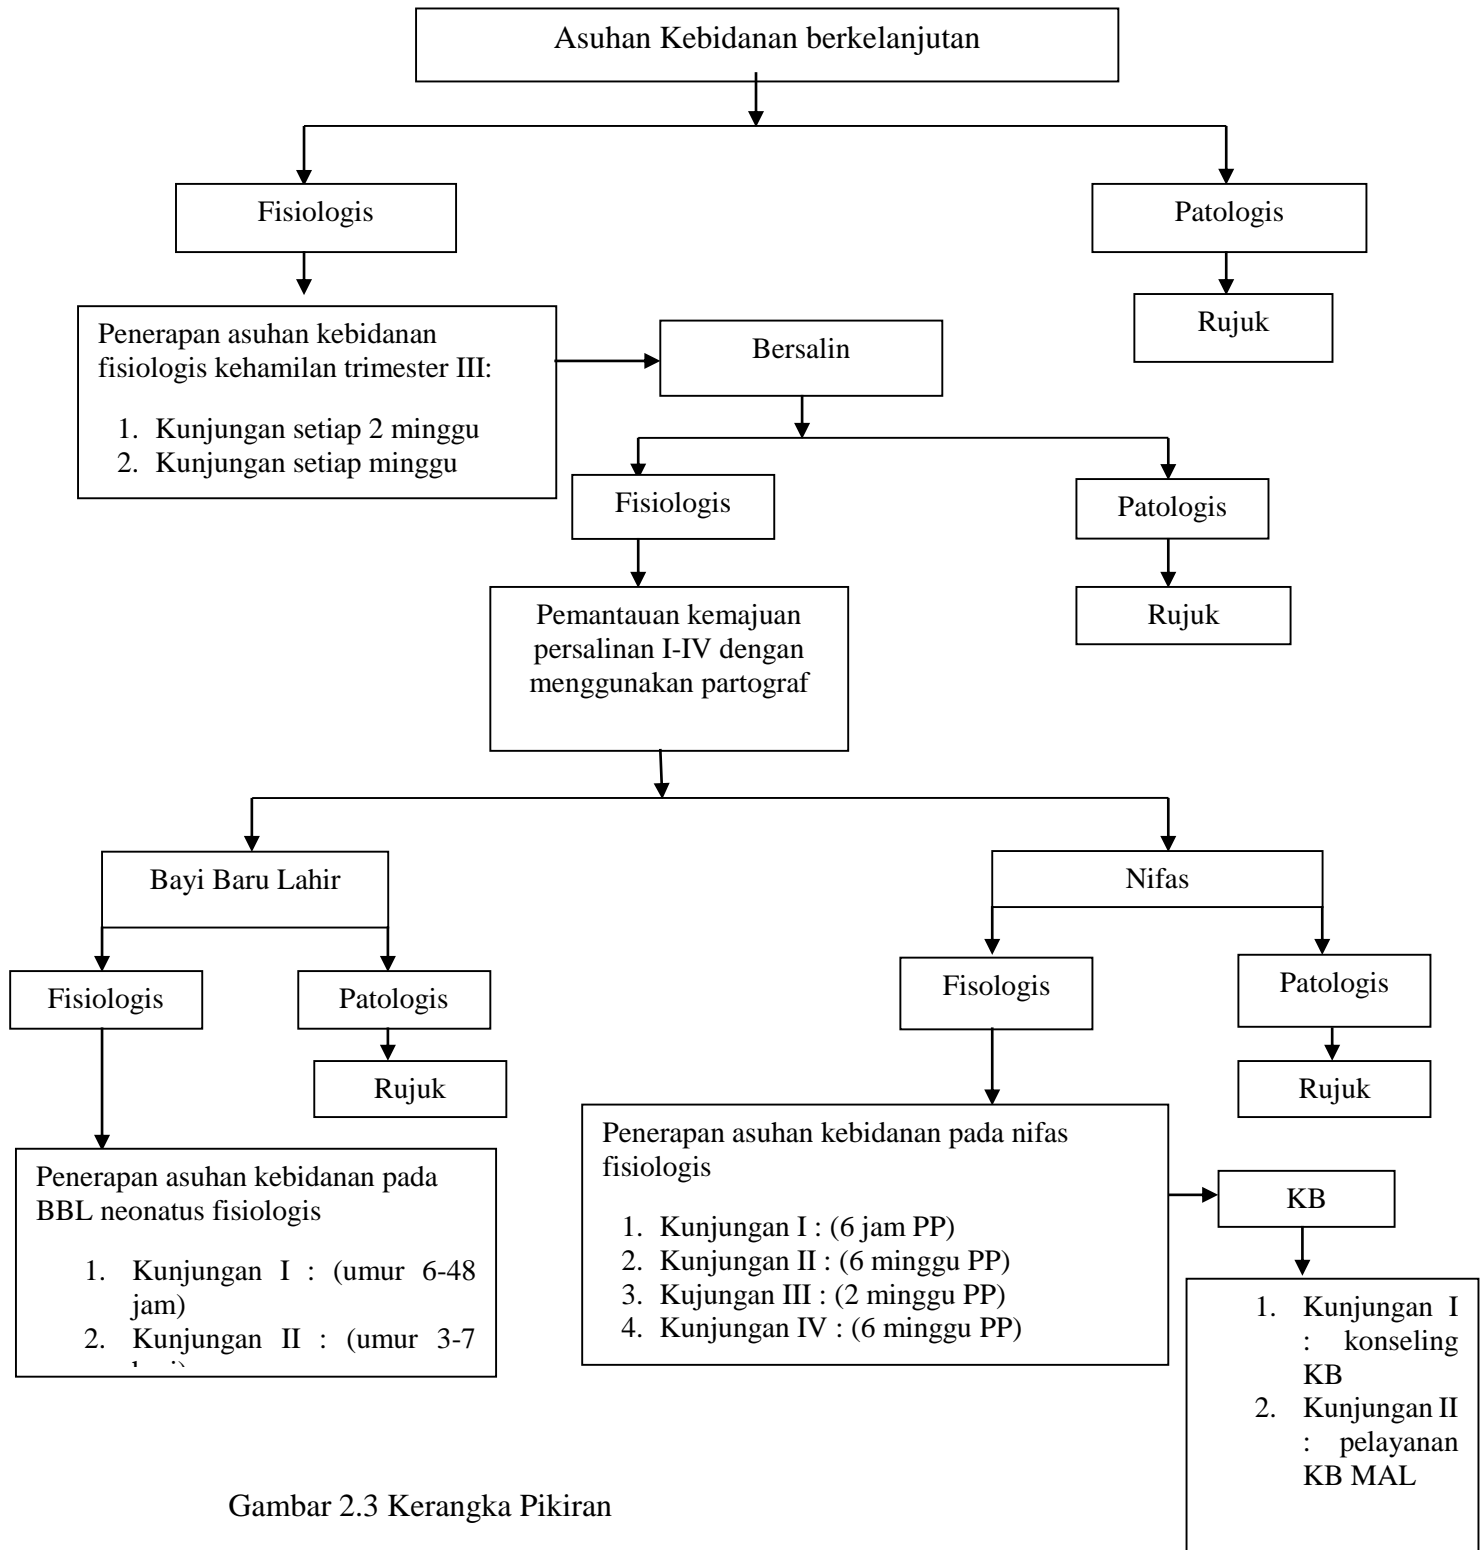 Asuhan Kebidanan berkelanjutan
Fisiologis
Patologis
Penerapan asuhan kebidanan
fisiologis kehamilan trimester III:
1. Kunjungan setiap 2 minggu
2. Kunjungan setiap minggu
Bersalin
Rujuk
Fisiologis
Patologis
Pemantauan kemajuan
persalinan I-IV dengan
menggunakan partograf
Rujuk
Bayi Baru Lahir
Nifas
Fisiologis
Patologis
Fisologis
Patologis
Rujuk
Rujuk
Penerapan asuhan kebidanan pada
BBL neonatus fisiologis
1. Kunjungan I : (umur 6-48
jam)
2. Kunjungan II : (umur 3-7
Penerapan asuhan kebidanan pada nifas
fisiologis
1. Kunjungan I : (6 jam PP)
2. Kunjungan II : (6 minggu PP)
3. Kujungan III : (2 minggu PP)
4. Kunjungan IV : (6 minggu PP)
KB
1. Kunjungan I
: konseling
KB
2. Kunjungan II
: pelayanan
KB MAL
Gambar 2.3 Kerangka Pikiran